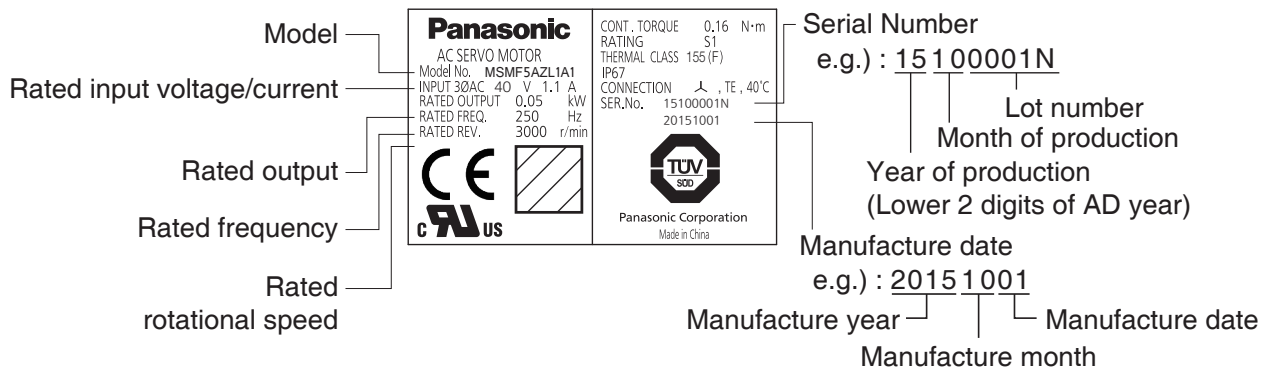 Model
Rated input voltage/current
Rated output
Rated frequency
Rated
rotational speed
Panasonic
AC SERVO MOTOR
Model No. MSMF5AZL1A1
INPUT 3ØAC 40 V 1.1 A
RATED OUTPUT 0.05 kW
RATED FREQ. 250 Hz
RATED REV. 3000 r/min
CE
C RU US
CONT. TORQUE 0.16 N·m
RATING S1
THERMAL CLASS 155 (F)
IP67
CONNECTION , TE, 40℃
SER.No. 15100001N
20151001
TÜV
SÜD
Panasonic Corporation
Made in China
Serial Number
e.g.) : 15100001N
Lot number
Month of production
Year of production
(Lower 2 digits of AD year)
Manufacture date
e.g.) : 20151001
Manufacture year
Manufacture date
Manufacture month